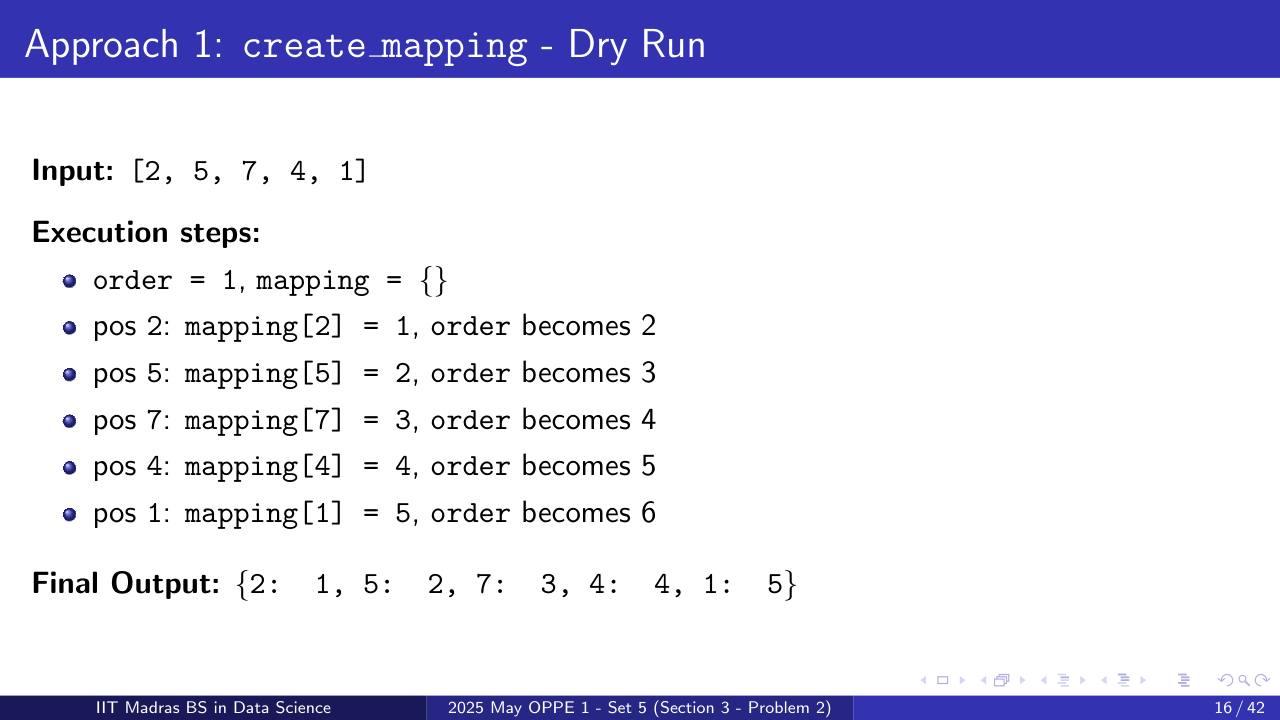 Approach 1: create_mapping - Dry Run
Input: [2, 5, 7, 4, 1]
Execution steps:
order = 1, mapping = {}
pos 2: mapping[2] = 1, order becomes 2
pos 5: mapping[5] = 2, order becomes 3
pos 7: mapping[7] = 3, order becomes 4
pos 4: mapping[4] = 4, order becomes 5
pos 1: mapping[1] = 5, order becomes 6
Final Output: {2: 1, 5: 2, 7: 3, 4: 4, 1: 5}
IIT Madras BS in Data Science 2025 May OPPE 1 - Set 5 (Section 3 - Problem 2) 16 / 42